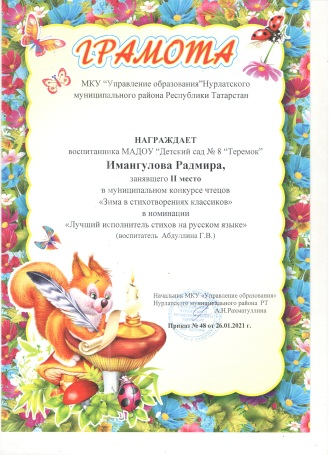 ГРАМОТА
МКУ "Управление образования"Нурлатского
муниципального района Республики Татарстан
НАГРАЖДАЕТ
воспитанника МАДОУ "Детский сад № 8 "Теремок"
Имангулова Радмира,
занявшего II место
в муниципальном конкурсе чтецов
«Зима в стихотворениях классиков»
в номинации
«Лучший исполнитель стихов на русском языке»
(воспитатель Абдуллина Г.В.)
Начальник МКУ «Управление образования»
Нурлатского муниципального района РТ
А.Н.Рахматуллина
Приказ № 48 от 26.01.2021 г.